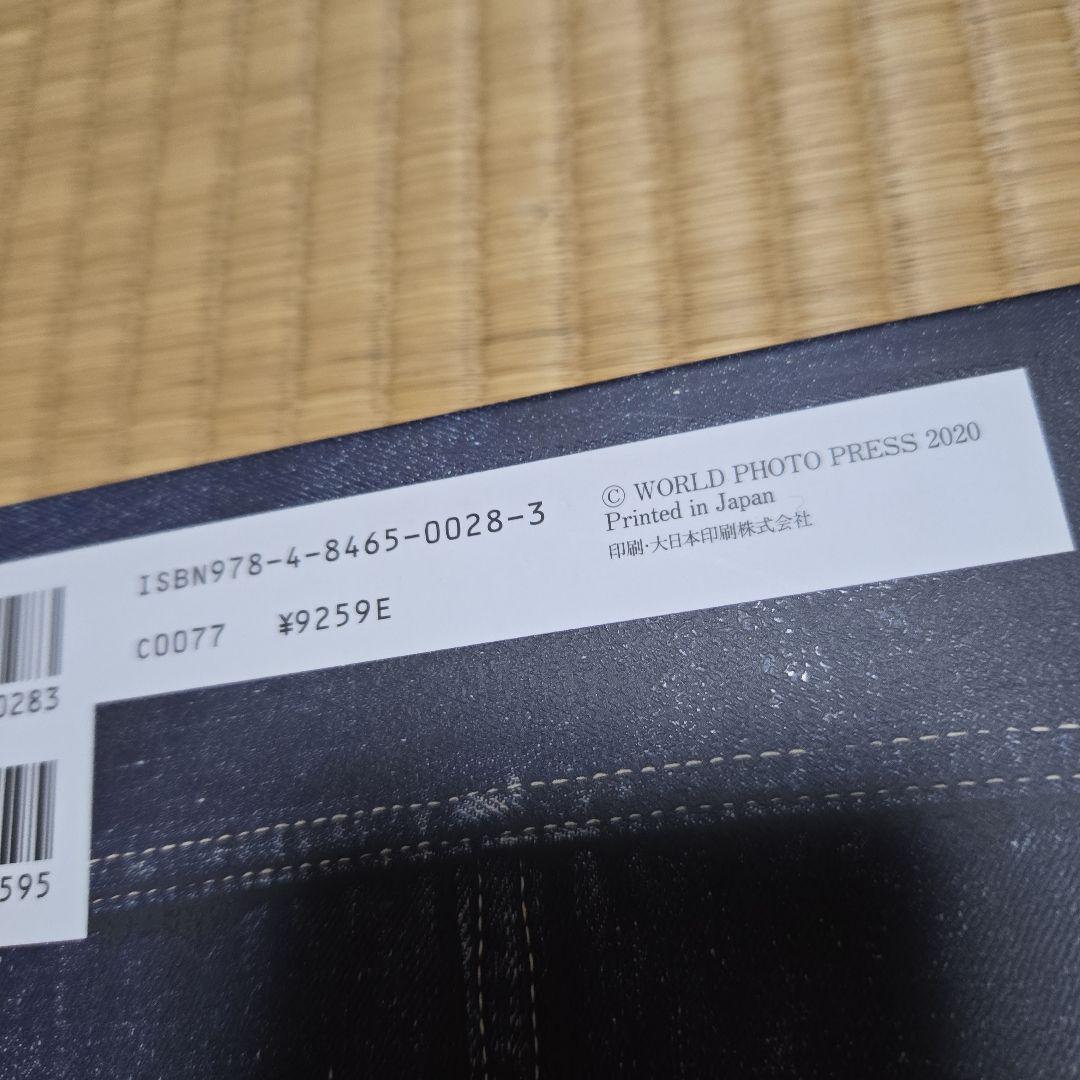 ISBN978-4-8465-0028-3
C0077 ¥9259E
© WORLD PHOTO PRESS 2020
Printed in Japan
印刷・大日本印刷株式会社
0283
595